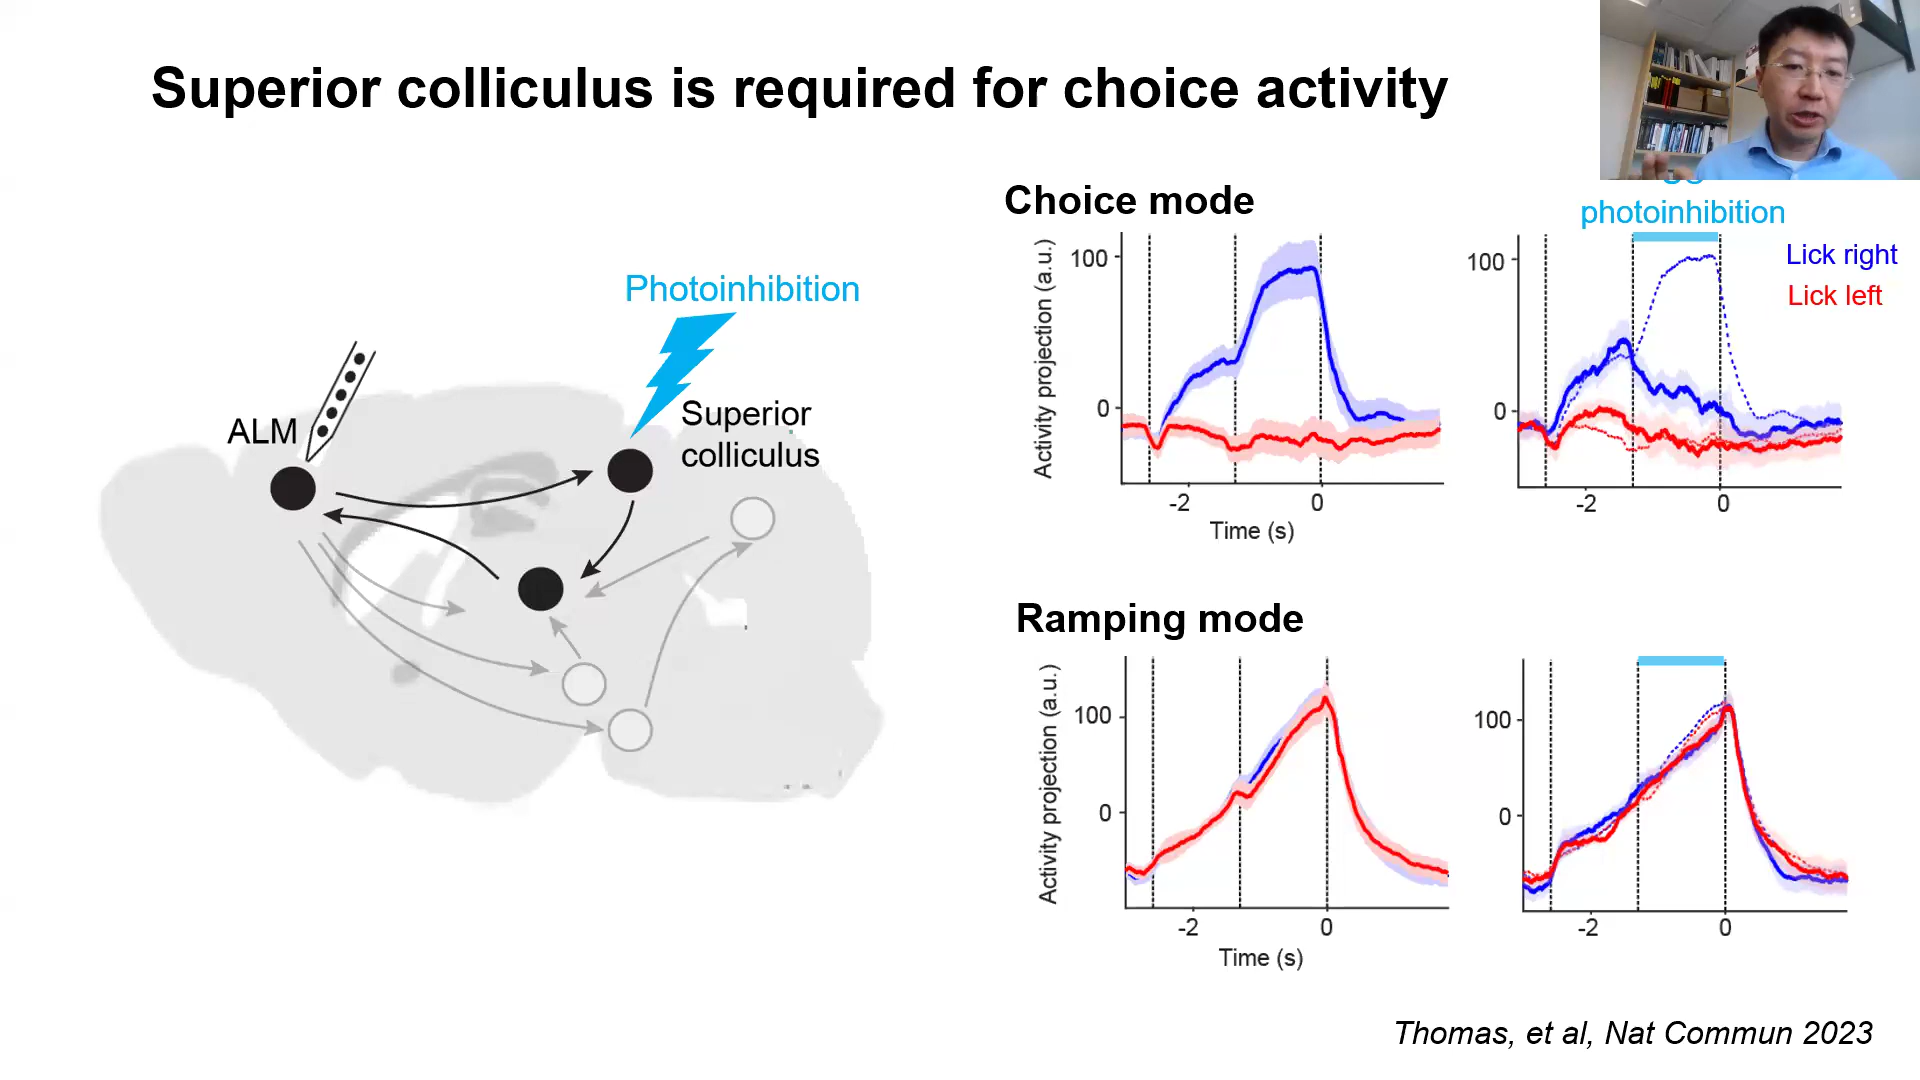 Superior colliculus is required for choice activity
Photoinhibition
ALM
Superior
colliculus
Choice mode
Activity projection (a.u.)
100
0
-2
0
Time (s)
photoinhibition
Lick right
Lick left
100
0
-2
0
Ramping mode
Activity projection (a.u.)
100
0
-2
0
Time (s)
100
0
-2
0
Thomas, et al, Nat Commun 2023